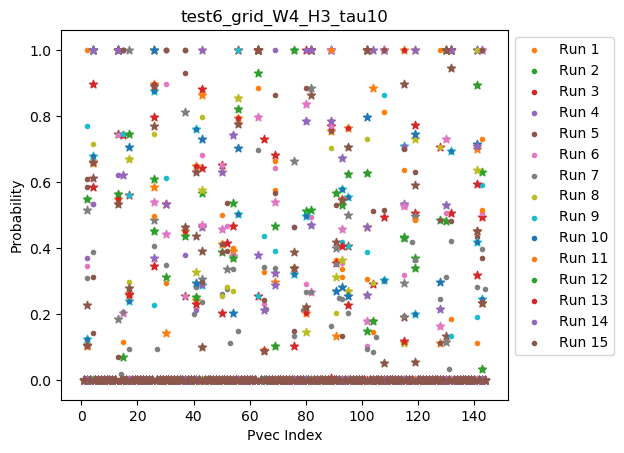 test6_grid_W4_H3_tau10
1.0
0.8
0.6
0.4
0.2
0.0
Probability
0
20
40
60
80
100
120
140
Pvec Index
Run 1
Run 2
Run 3
Run 4
Run 5
Run 6
Run 7
Run 8
Run 9
Run 10
Run 11
Run 12
Run 13
Run 14
Run 15